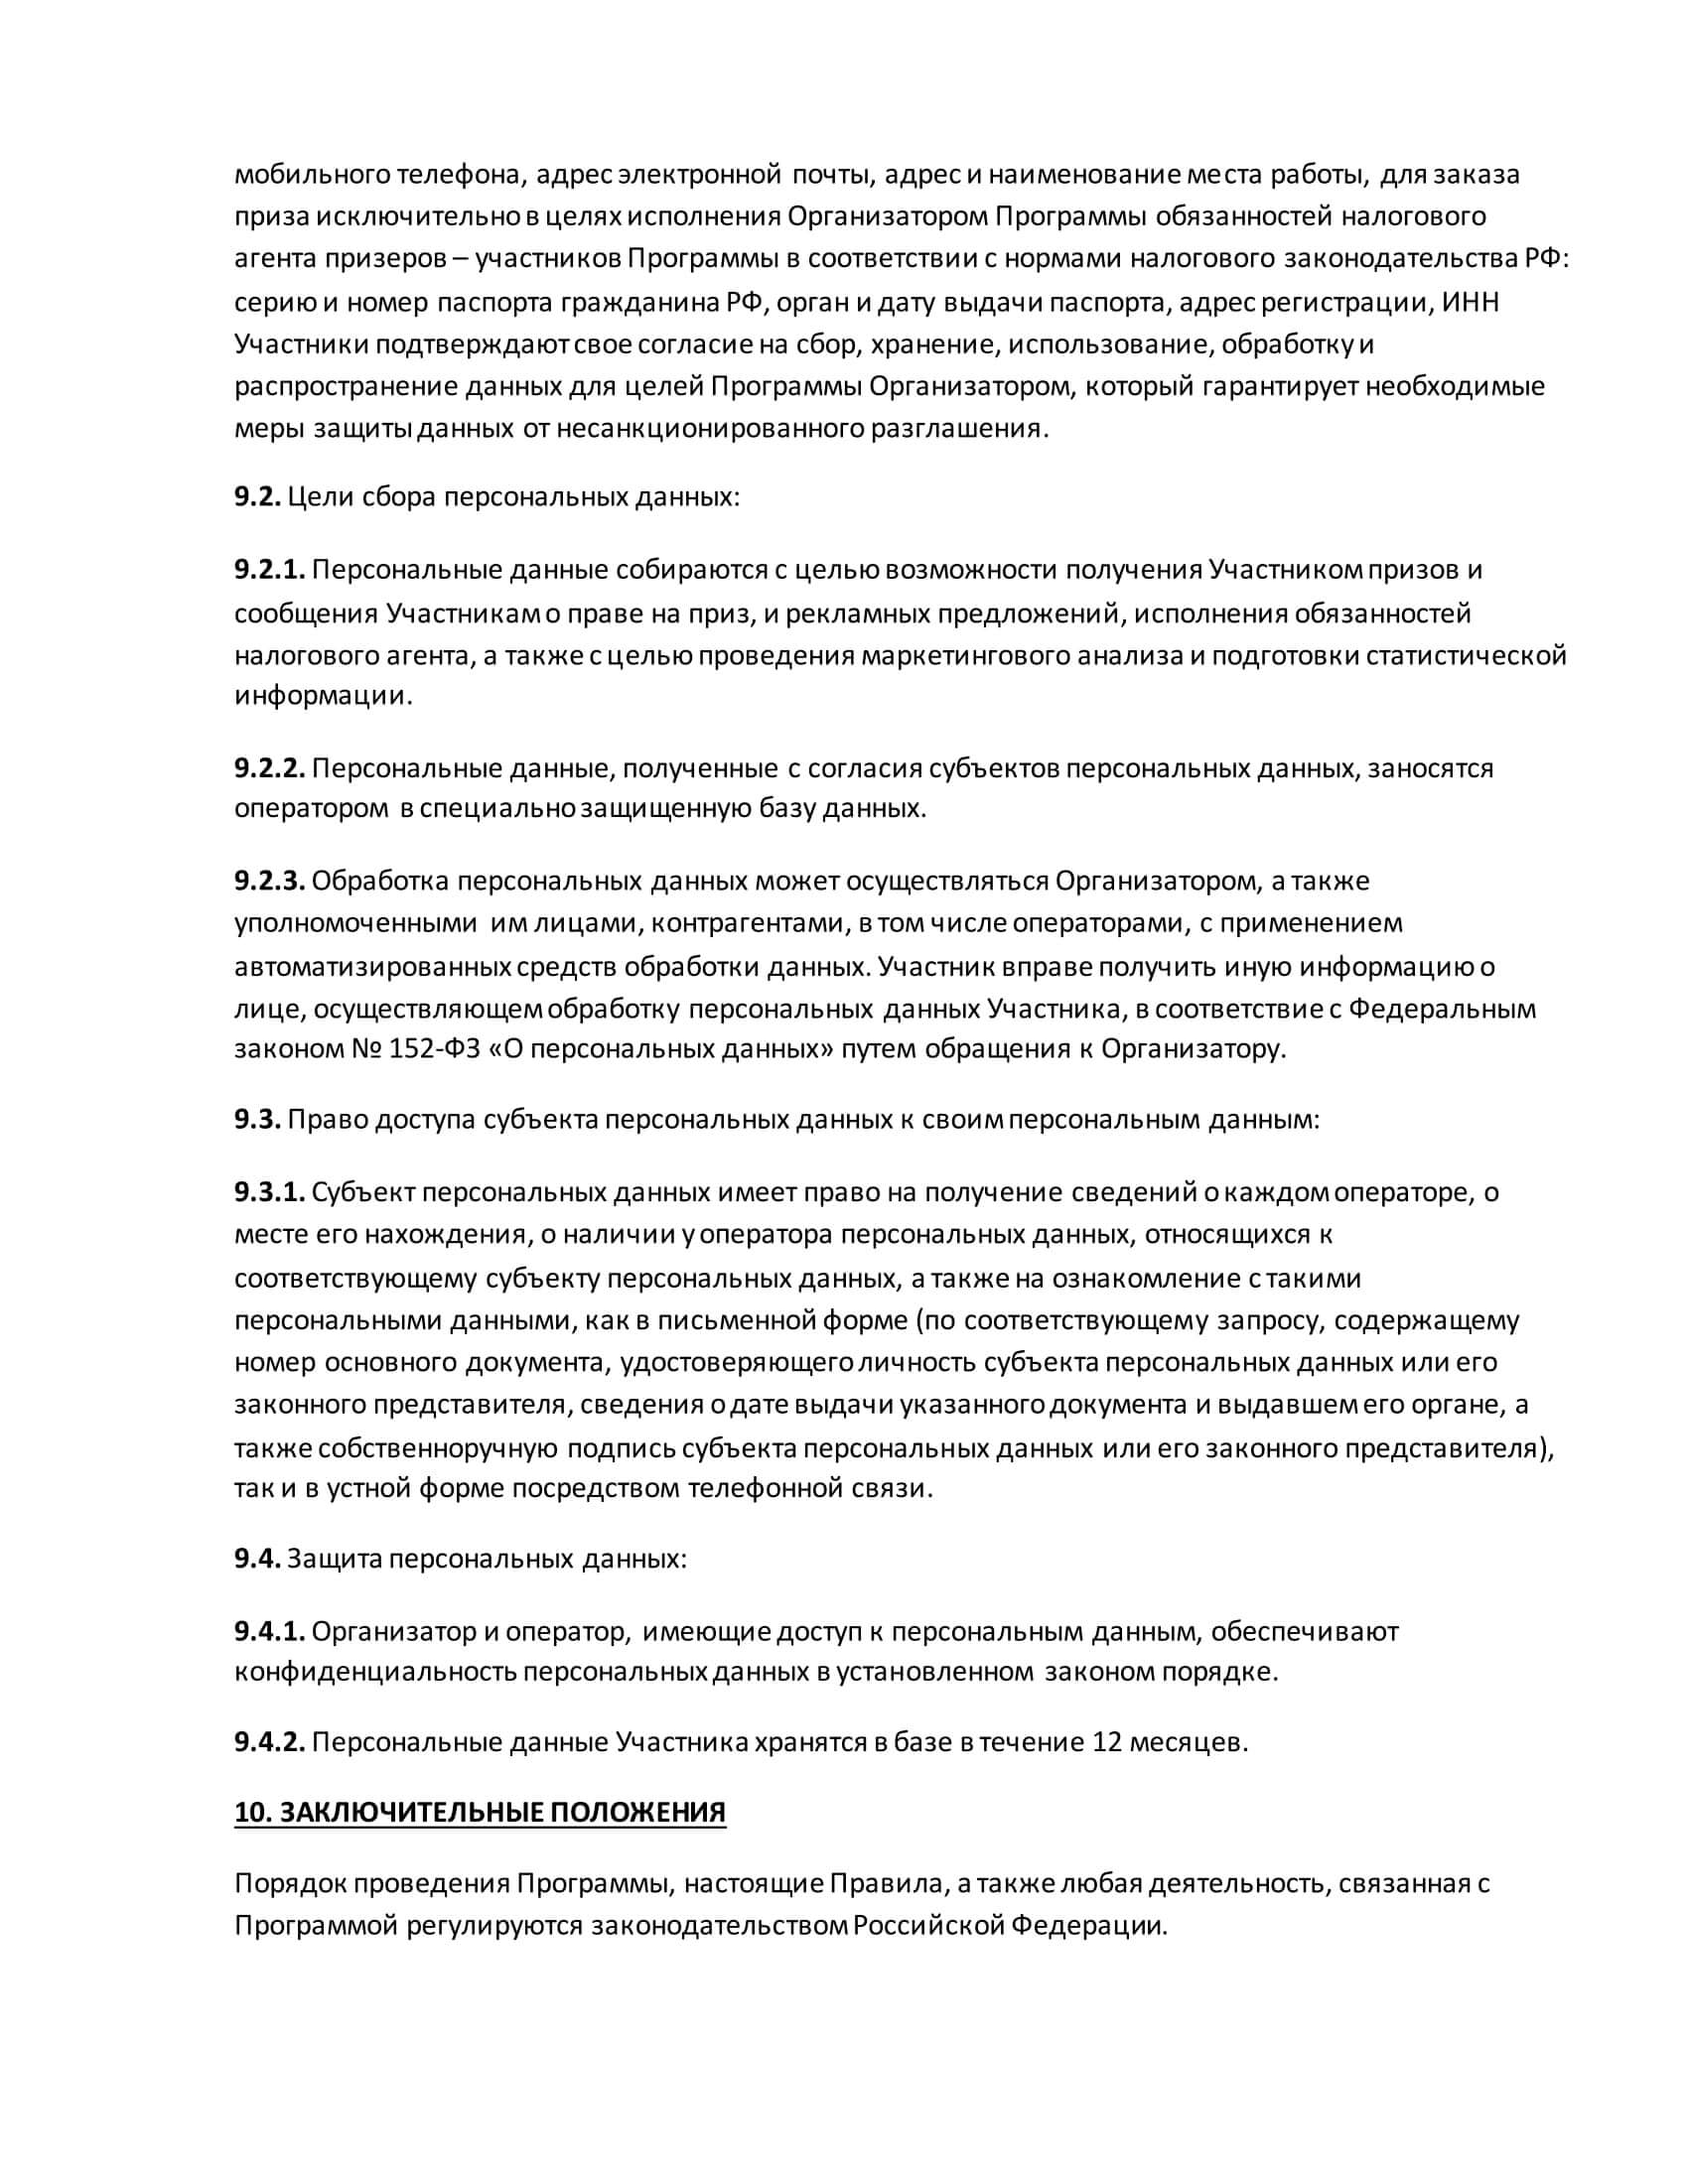 мобильного телефона, адрес электронной почты, адрес и наименование места работы, для заказа
приза исключительно в целях исполнения Организатором Программы обязанностей налогового
агента призеров – участников Программы в соответствии с нормами налогового законодательства РФ:
серию и номер паспорта гражданина РФ, орган и дату выдачи паспорта, адрес регистрации, ИНН
Участники подтверждают свое согласие на сбор, хранение, использование, обработку и
распространение данных для целей Программы Организатором, который гарантирует необходимые
меры защиты данных от несанкционированного разглашения.
9.2. Цели сбора персональных данных:
9.2.1. Персональные данные собираются с целью возможности получения Участником призов и
сообщения Участникам о праве на приз, и рекламных предложений, исполнения обязанностей
налогового агента, а также с целью проведения маркетингового анализа и подготовки статистической
информации.
9.2.2. Персональные данные, полученные с согласия субъектов персональных данных, заносятся
оператором в специально защищенную базу данных.
9.2.3. Обработка персональных данных может осуществляться Организатором, а также
уполномоченными им лицами, контрагентами, в том числе операторами, с применением
автоматизированных средств обработки данных. Участник вправе получить иную информацию о
лице, осуществляющем обработку персональных данных Участника, в соответствие с Федеральным
законом № 152-ФЗ «О персональных данных» путем обращения к Организатору.
9.3. Право доступа субъекта персональных данных к своим персональным данным:
9.3.1. Субъект персональных данных имеет право на получение сведений о каждом операторе, о
месте его нахождения, о наличии у оператора персональных данных, относящихся к
соответствующему субъекту персональных данных, а также на ознакомление с такими
персональными данными, как в письменной форме (по соответствующему запросу, содержащему
номер основного документа, удостоверяющего личность субъекта персональных данных или его
законного представителя, сведения о дате выдачи указанного документа и выдавшем его органе, а
также собственноручную подпись субъекта персональных данных или его законного представителя),
так и в устной форме посредством телефонной связи.
9.4. Защита персональных данных:
9.4.1. Организатор и оператор, имеющие доступ к персональным данным, обеспечивают
конфиденциальность персональных данных в установленном законом порядке.
9.4.2. Персональные данные Участника хранятся в базе в течение 12 месяцев.
10. ЗАКЛЮЧИТЕЛЬНЫЕ ПОЛОЖЕНИЯ
Порядок проведения Программы, настоящие Правила, а также любая деятельность, связанная с
Программой регулируются законодательством Российской Федерации.